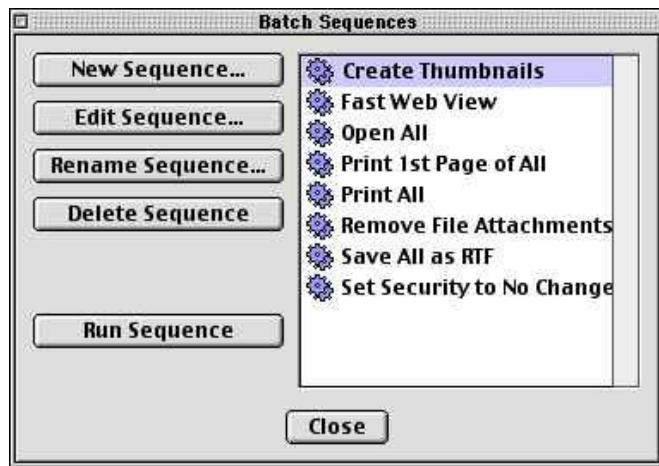 Batch Sequences
New Sequence...
Edit Sequence...
Rename Sequence...
Delete Sequence
Run Sequence
Create Thumbnails
Fast Web View
Open All
Print 1st Page of All
Print All
Remove File Attachments
Save All as RTF
Set Security to No Change
Close